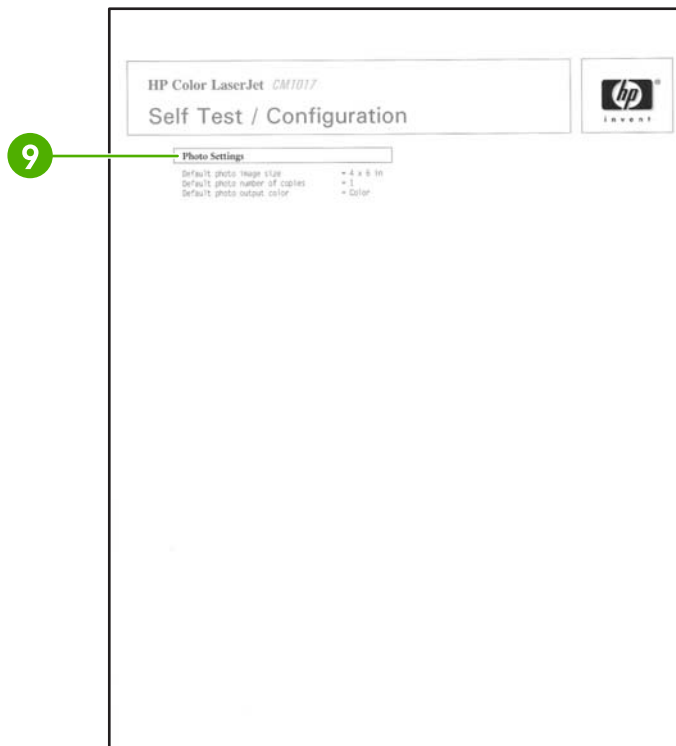 HP Color LaserJet CM1017
Self Test / Configuration
hp
invent
9
Photo Settings
Default photo image size = 4 x 6 in
Default photo number of copies = 1
Default photo output color = Color